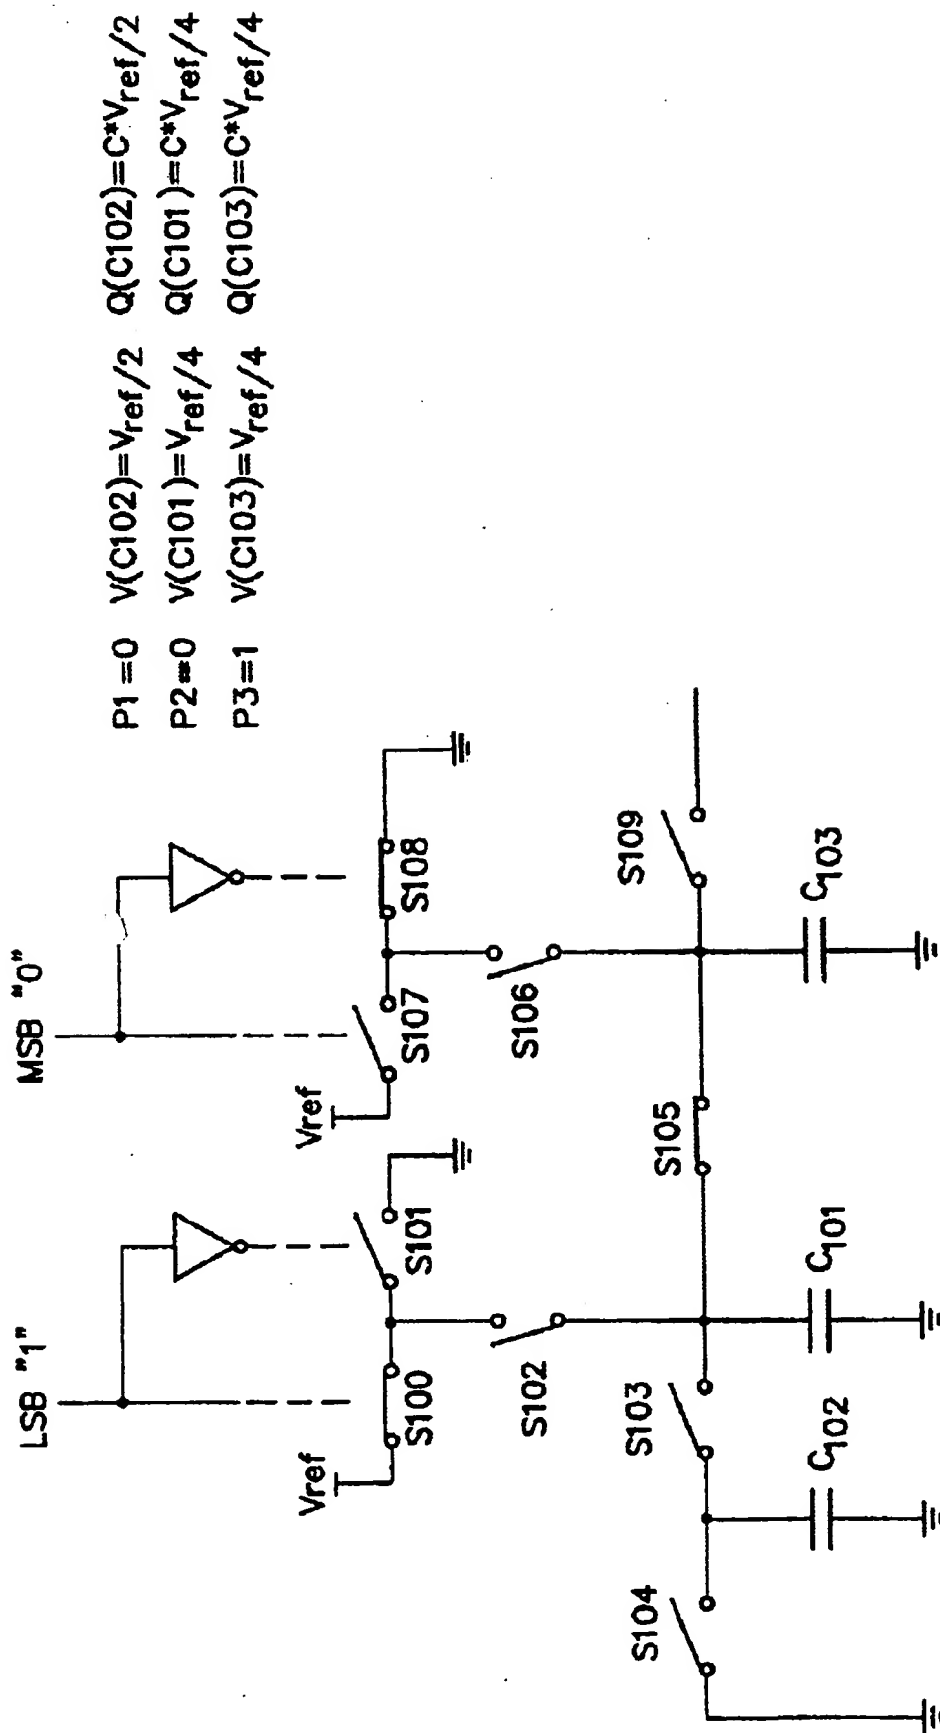 P1=0 V(C102)=Vref/2 Q(C102)=C*Vref/2
P2=0 V(C101)=Vref/4 Q(C101)=C*Vref/4
P3=1 V(C103)=Vref/4 Q(C103)=C*Vref/4
LSB "1"
MSB "0"
Vref
S100
S101
Vref
S107
S108
S102
S106
S104
S103
S105
S109
C102
C101
C103